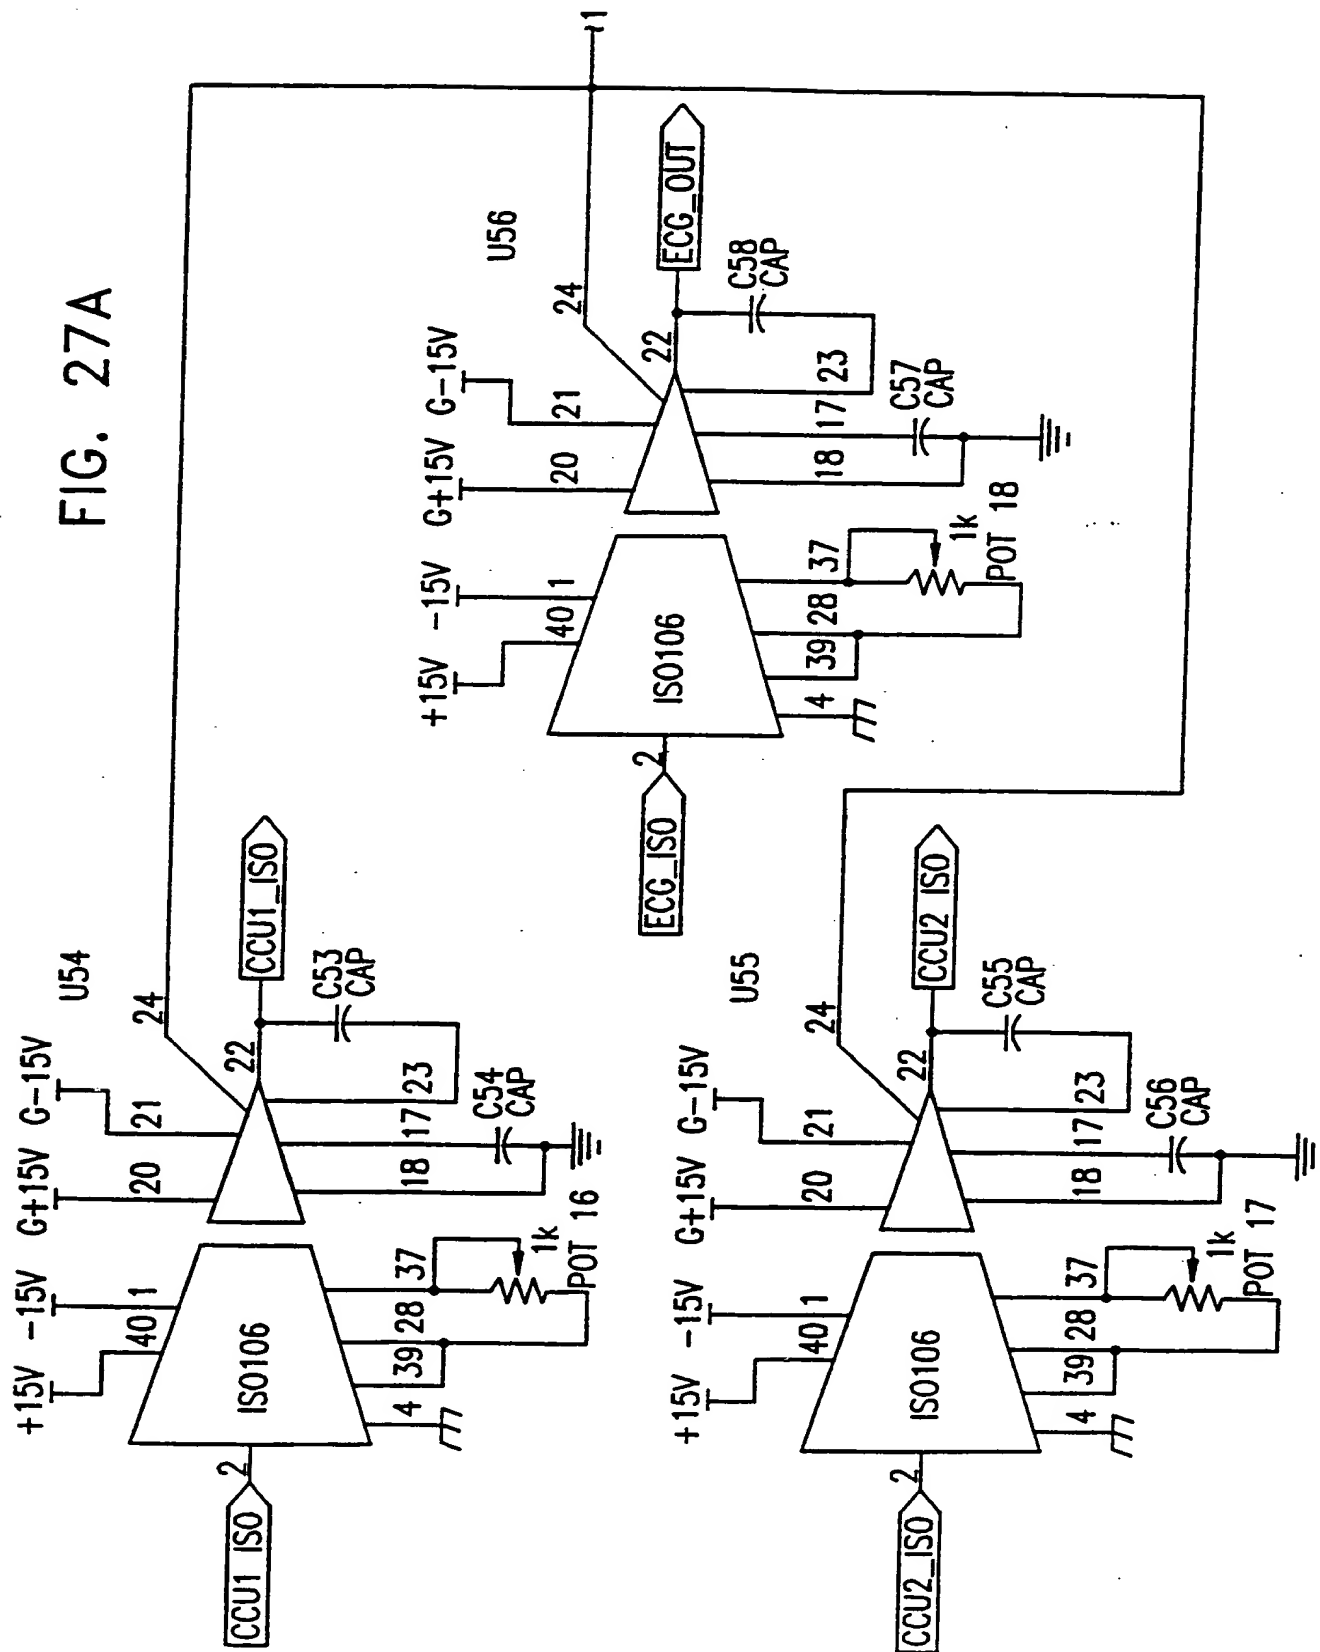 FIG. 27A
U54
+15V
-15V
G+15V
G-15V
40
1
20
21
24
CCU1 ISO
2
ISO106
22
CCU1_ISO
4
39
28
37
18
17
23
C53
CAP
C54
CAP
1k
POT 16
U56
+15V
-15V
G+15V
G-15V
40
1
20
21
24
1
ECG_ISO
2
ISO106
22
ECG_OUT
4
39
28
37
18
17
23
C58
CAP
C57
CAP
1k
POT 18
U55
+15V
-15V
G+15V
G-15V
40
1
20
21
24
CCU2_ISO
2
ISO106
22
CCU2 ISO
4
39
28
37
18
17
23
C55
CAP
C56
CAP
1k
POT 17